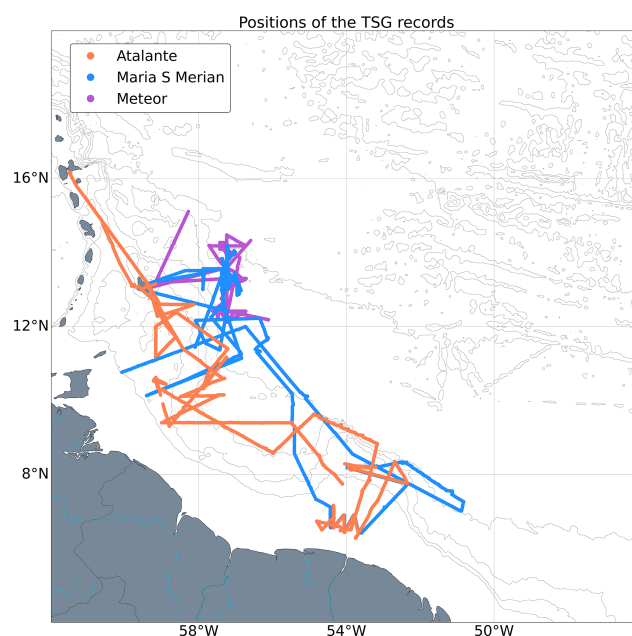 Positions of the TSG records
Atalante
Maria S Merian
Meteor
16°N
12°N
8°N
58°W
54°W
50°W